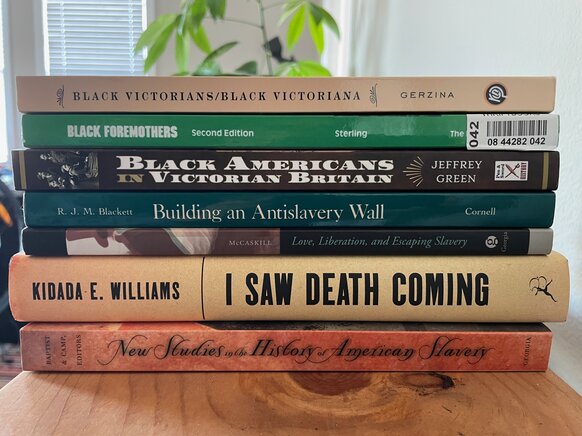 BLACK VICTORIANS/BLACK VICTORIANA GERZINA
BLACK FOREMOTHERS Second Edition Sterling The
042
08 44282 042
BLACK AMERICANS IN VICTORIAN BRITAIN JEFFREY GREEN
R. J. M. Blackett Building an Antislavery Wall Cornell
MCCASKILL Love, Liberation, and Escaping Slavery Georgia
KIDADA E. WILLIAMS I SAW DEATH COMING
BAPTIST & CAMP, EDITORS New Studies in the History of American Slavery GEORGIA